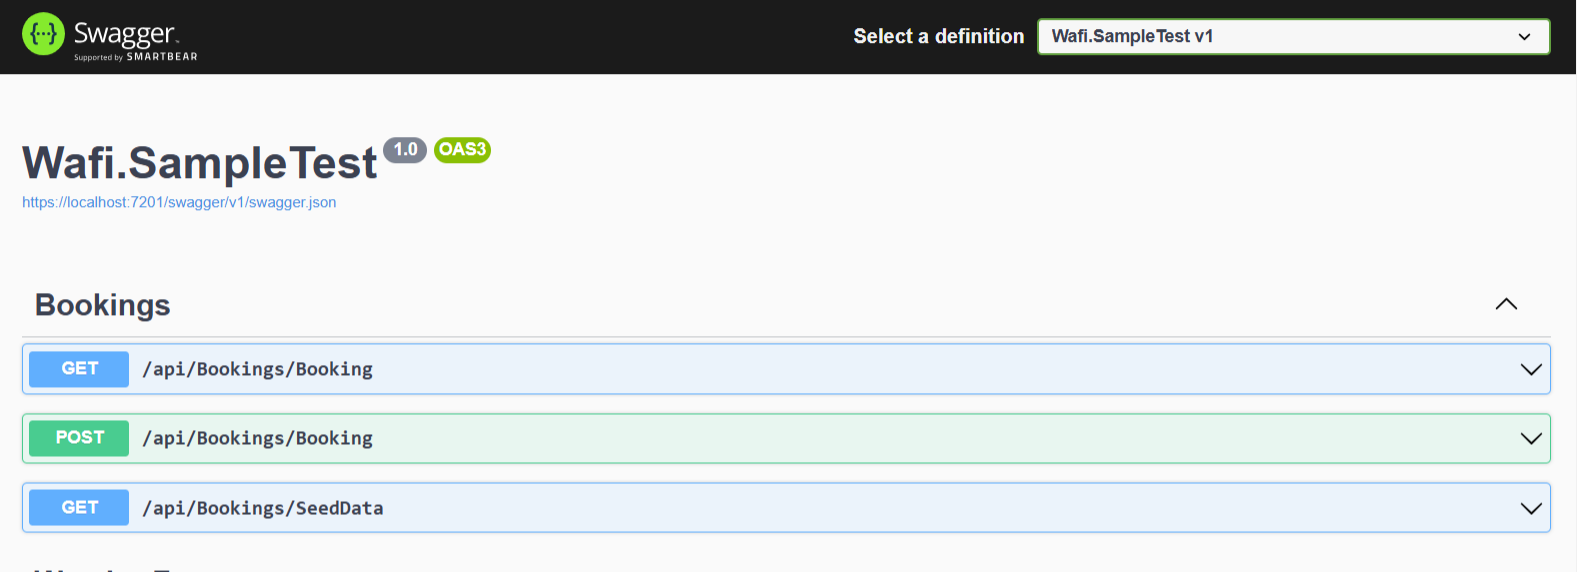 Swagger
Supported by SMARTBEAR
Select a definition
Wafi.SampleTest v1
Wafi.SampleTest 1.0 OAS3
https://localhost:7201/swagger/v1/swagger.json
Bookings
GET /api/Bookings/Booking
POST /api/Bookings/Booking
GET /api/Bookings/SeedData